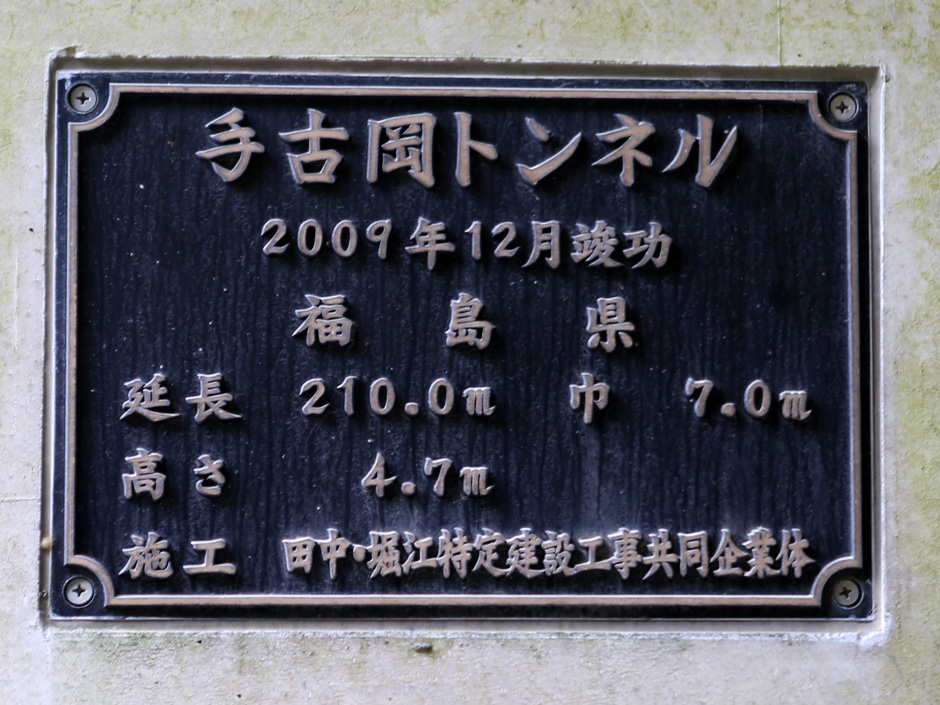 手古岡トンネル
2009年12月竣功
福島県
延長 210.0m 巾 7.0m
高さ 4.7m
施工 田中・堀江特定建設工事共同企業体